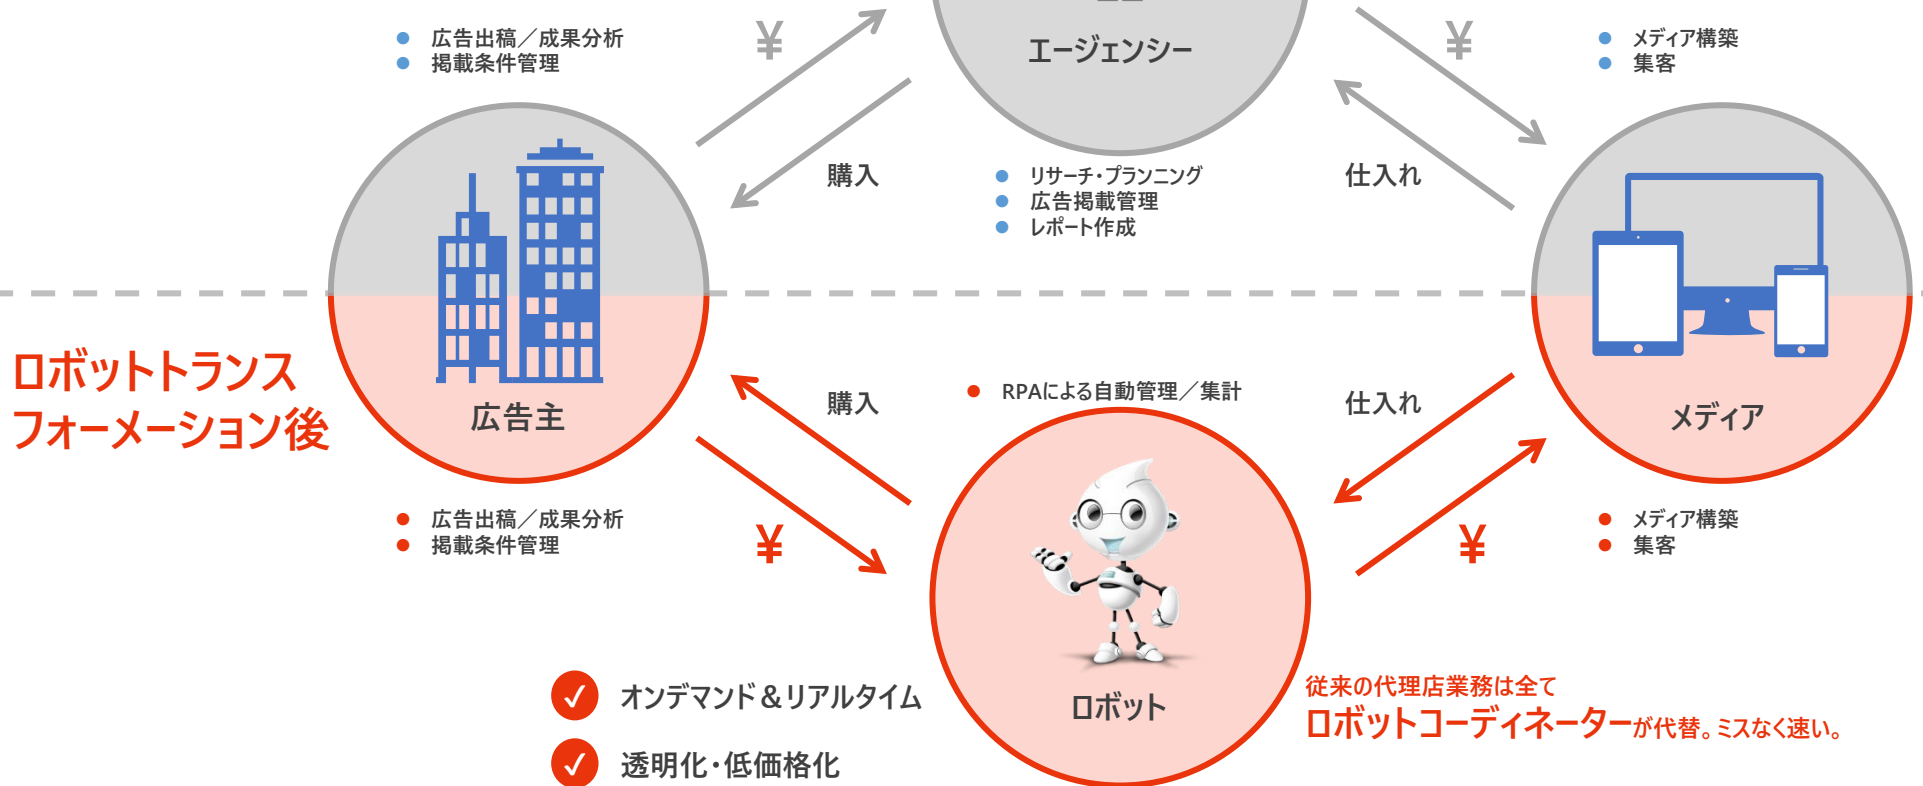 広告出稿／成果分析
掲載条件管理
¥
エージェンシー
¥
メディア構築
集客
購入
リサーチ・プランニング
広告掲載管理
レポート作成
仕入れ
ロボットトランス
フォーメーション後
広告主
購入
RPAによる自動管理／集計
仕入れ
メディア
広告出稿／成果分析
掲載条件管理
¥
¥
メディア構築
集客
オンデマンド＆リアルタイム
透明化・低価格化
ロボット
従来の代理店業務は全て
ロボットコーディネーターが代替。ミスなく速い。